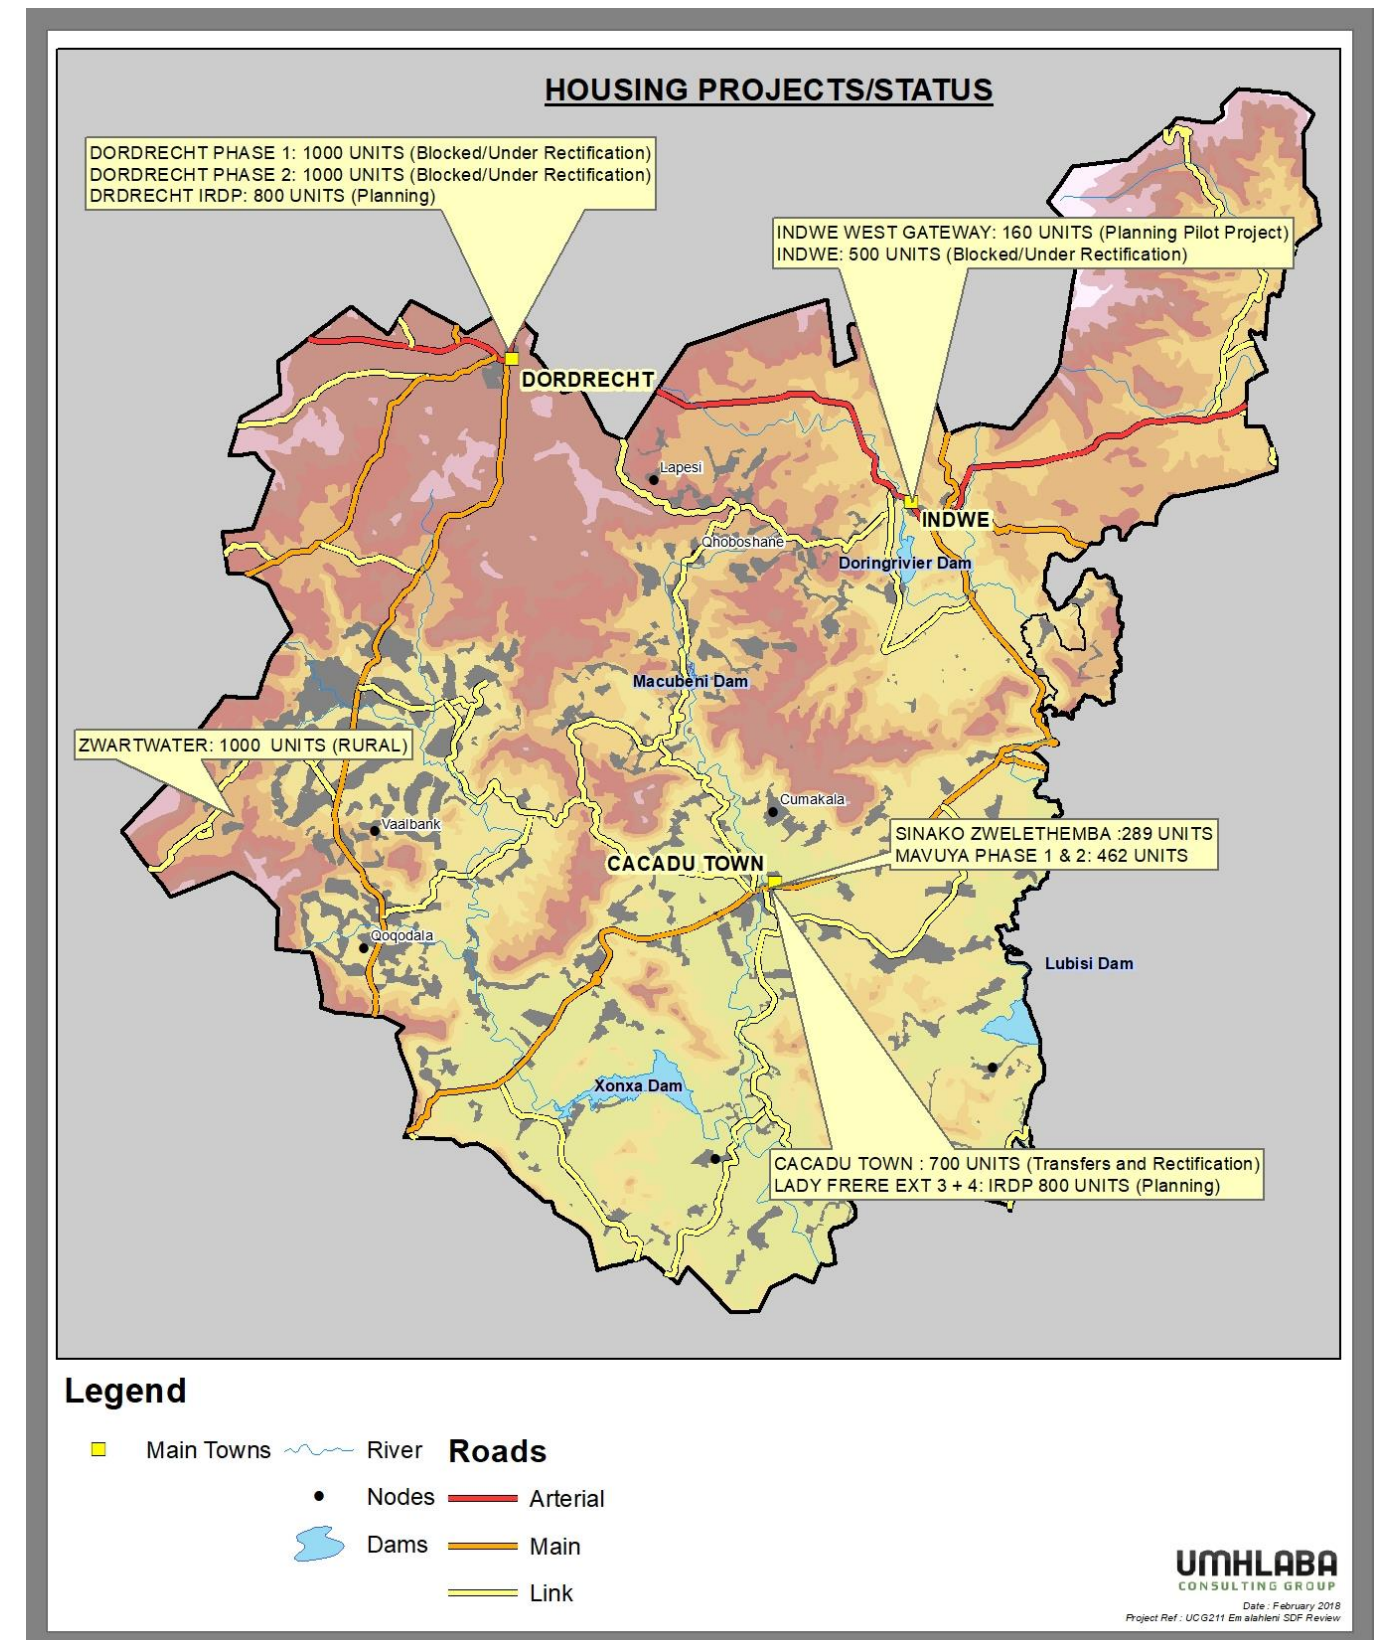 HOUSING PROJECTS/STATUS
DORDRECHT PHASE 1: 1000 UNITS (Blocked/Under Rectification)
DORDRECHT PHASE 2: 1000 UNITS (Blocked/Under Rectification)
DRDRECHT IRDP: 800 UNITS (Planning)
INDWE WEST GATEWAY: 160 UNITS (Planning Pilot Project)
INDWE: 500 UNITS (Blocked/Under Rectification)
DORDRECHT
Lapesi
INDWE
Qhoboshane
Doringrivier Dam
Macubeni Dam
ZWARTWATER: 1000 UNITS (RURAL)
Cumakala
Vaalbank
SINAKO ZWELETHEMBA :289 UNITS
MAVUYA PHASE 1 & 2: 462 UNITS
CACADU TOWN
Qoqodala
Lubisi Dam
Xonxa Dam
CACADU TOWN : 700 UNITS (Transfers and Rectification)
LADY FRERE EXT 3 + 4: IRDP 800 UNITS (Planning)
Legend
Main Towns
River
Roads
Nodes
Arterial
Dams
Main
Link
UMHLABA
CONSULTING GROUP
Date : February 2018
Project Ref : UCG211 Emalahleni SDF Review